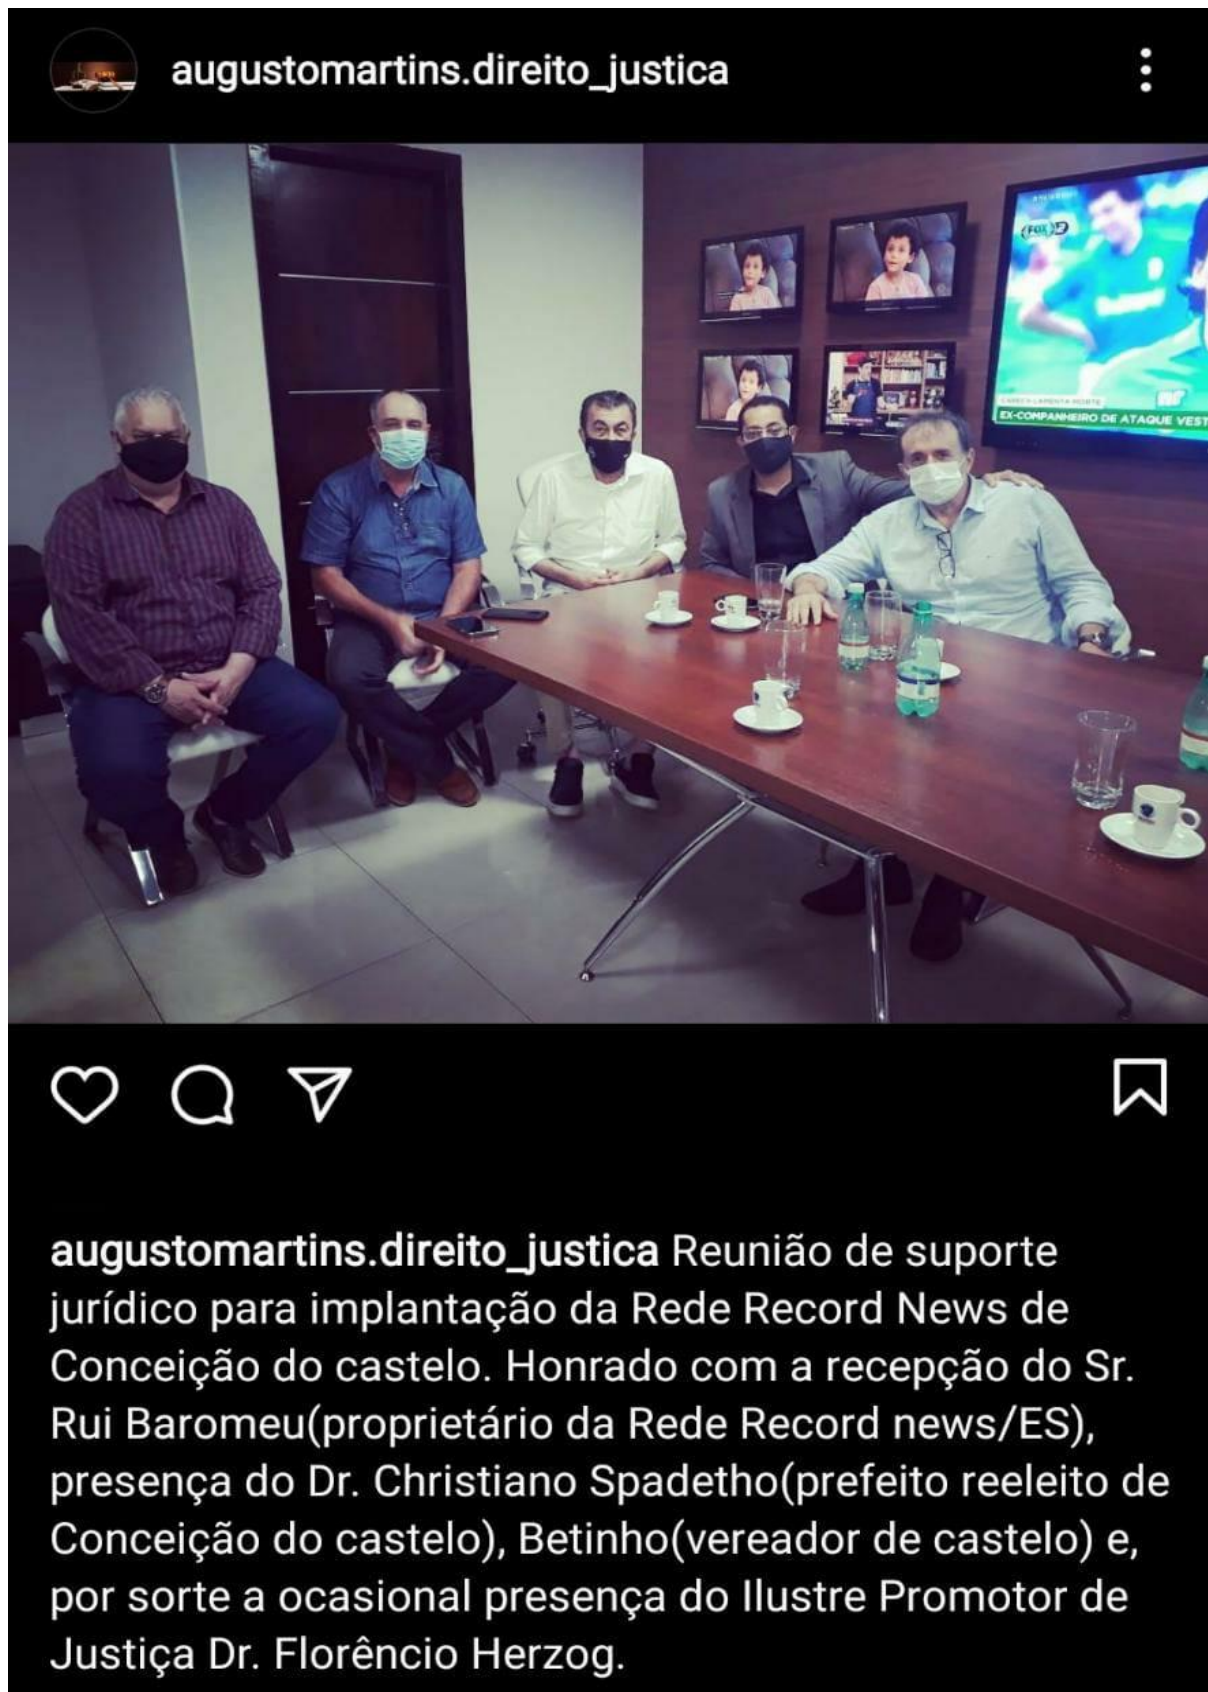 augustomartins.direito_justica
FOX
CARECA LAMENTA MORTE
EX-COMPANHEIRO DE ATAQUE VEST
augustomartins.direito_justica Reunião de suporte
jurídico para implantação da Rede Record News de
Conceição do castelo. Honrado com a recepção do Sr.
Rui Baromeu(proprietário da Rede Record news/ES),
presença do Dr. Christiano Spadetho(prefeito reeleito de
Conceição do castelo), Betinho(vereador de castelo) e,
por sorte a ocasional presença do Ilustre Promotor de
Justiça Dr. Florêncio Herzog.